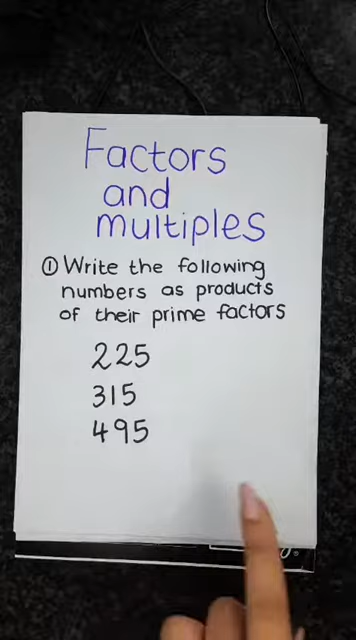 Factors
and
multiples
① Write the following
numbers as products
of their prime factors
225
315
495